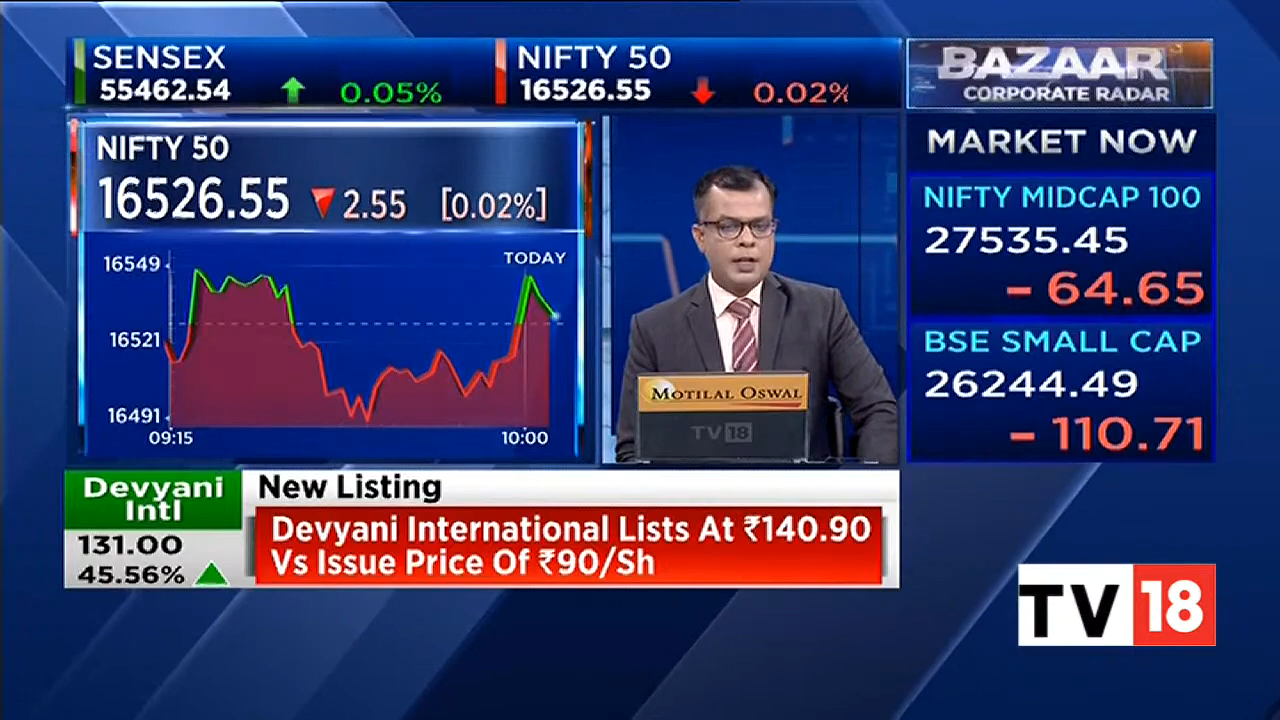 SENSEX
55462.54 0.05%
NIFTY 50
16526.55 0.02%
BAZAAR
CORPORATE RADAR
NIFTY 50
16526.55 2.55 [0.02%]
TODAY
16549
16521
16491
09:15 10:00
MOTILAL OSWAL
TV18
MARKET NOW
NIFTY MIDCAP 100
27535.45
- 64.65
BSE SMALL CAP
26244.49
- 110.71
Devyani
Intl
131.00
45.56%
New Listing
Devyani International Lists At ₹140.90
Vs Issue Price Of ₹90/Sh
TV18